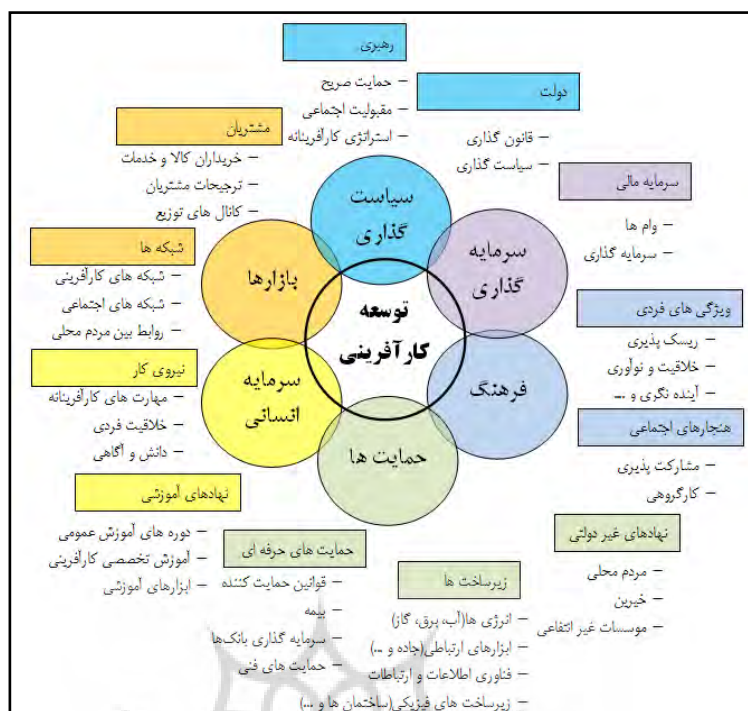 رهبری
– حمایت صریح
– مقبولیت اجتماعی
– استراتژی کارآفرینانه
دولت
– قانون گذاری
– سیاست گذاری
مشتریان
– خریداران کالا و خدمات
– ترجیحات مشتریان
– کانال های توزیع
سرمایه مالی
– وام ها
– سرمایه گذاری
شبکه ها
– شبکه های کارآفرینی
– شبکه های اجتماعی
– روابط بین مردم محلی
ویژگی های فردی
– ریسک پذیری
– خلاقیت و نوآوری
– آینده نگری و ...
نیروی کار
– مهارت های کارآفرینانه
– خلاقیت فردی
– دانش و آگاهی
هنجارهای اجتماعی
– مشارکت پذیری
– کارگروهی
نهادهای آموزشی
– دوره های آموزش عمومی
– آموزش تخصصی کارآفرینی
– ابزارهای آموزشی
نهادهای غیر دولتی
– مردم محلی
– خیرین
– موسسات غیر انتفاعی
حمایت های حرفه ای
– قوانین حمایت کننده
– بیمه
– سرمایه گذاری بانک‌ها
– حمایت های فنی
زیرساخت ها
– انرژی ها(آب، برق، گاز)
– ابزارهای ارتباطی(جاده و ...)
– فناوری اطلاعات و ارتباطات
– زیرساخت های فیزیکی(ساختمان ها و ...)
سیاست
گذاری
سرمایه
گذاری
فرهنگ
حمایت ها
سرمایه
انسانی
بازارها
توسعه
کارآفرینی